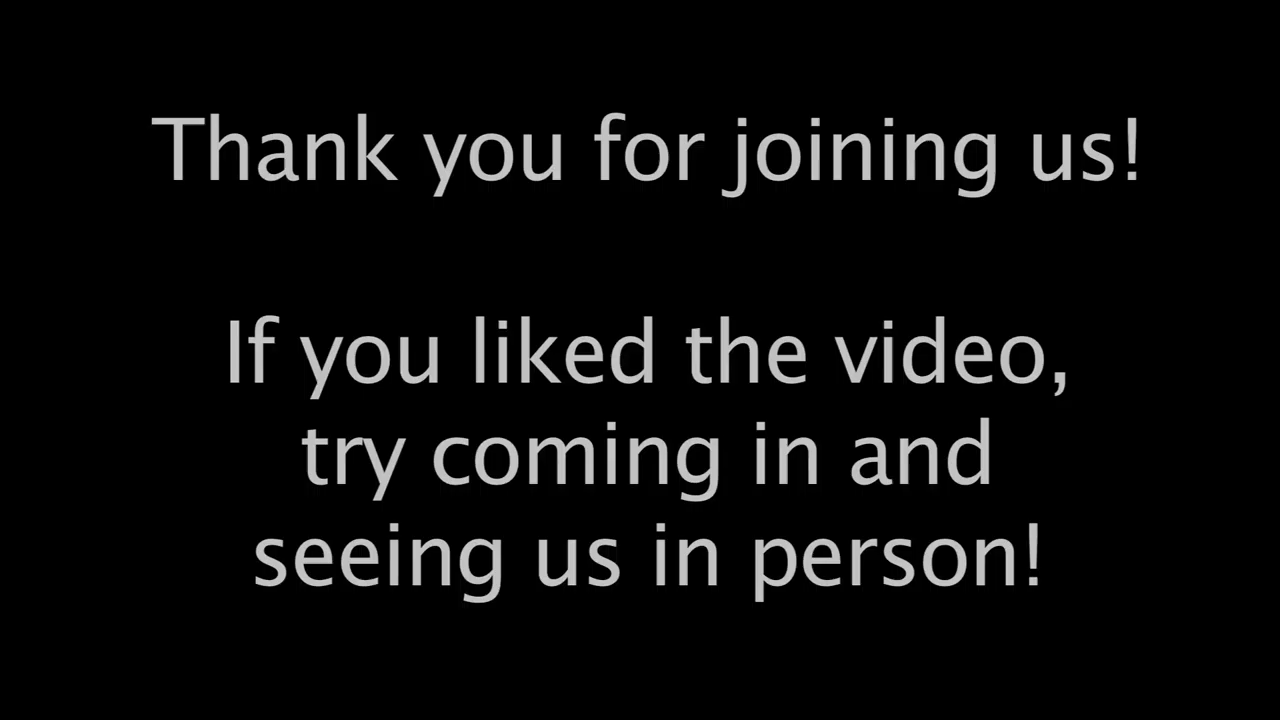 Thank you for joining us!
If you liked the video,
try coming in and
seeing us in person!